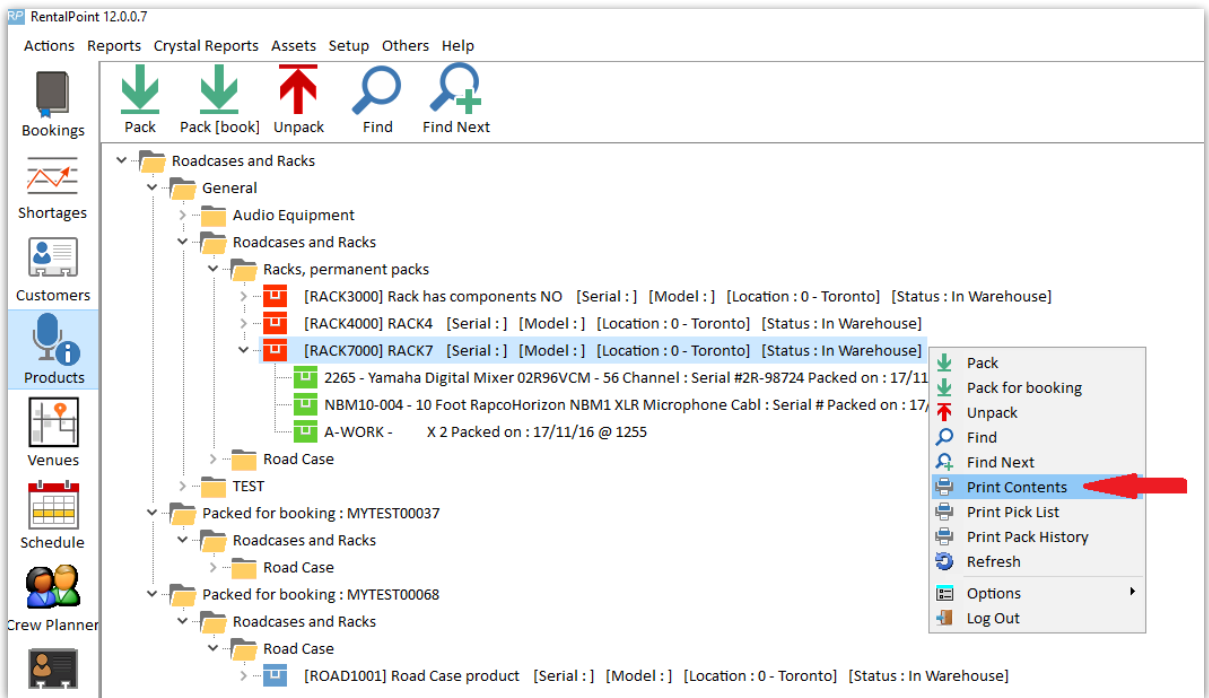 RP RentalPoint 12.0.0.7
Actions Reports Crystal Reports Assets Setup Others Help
Bookings
Shortages
Customers
Products
Venues
Schedule
Crew Planner
Pack Pack [book] Unpack Find Find Next
Roadcases and Racks
General
Audio Equipment
Roadcases and Racks
Racks, permanent packs
[RACK3000] Rack has components NO [Serial : ] [Model : ] [Location : 0 - Toronto] [Status : In Warehouse]
[RACK4000] RACK4 [Serial : ] [Model : ] [Location : 0 - Toronto] [Status : In Warehouse]
[RACK7000] RACK7 [Serial : ] [Model : ] [Location : 0 - Toronto] [Status : In Warehouse]
2265 - Yamaha Digital Mixer 02R96VCM - 56 Channel : Serial #2R-98724 Packed on : 17/11
NBM10-004 - 10 Foot RapcoHorizon NBM1 XLR Microphone Cabl : Serial # Packed on : 17/
A-WORK - X 2 Packed on : 17/11/16 @ 1255
Road Case
TEST
Packed for booking : MYTEST00037
Roadcases and Racks
Road Case
Packed for booking : MYTEST00068
Roadcases and Racks
Road Case
[ROAD1001] Road Case product [Serial : ] [Model : ] [Location : 0 - Toronto] [Status : In Warehouse]
Pack
Pack for booking
Unpack
Find
Find Next
Print Contents
Print Pick List
Print Pack History
Refresh
Options
Log Out